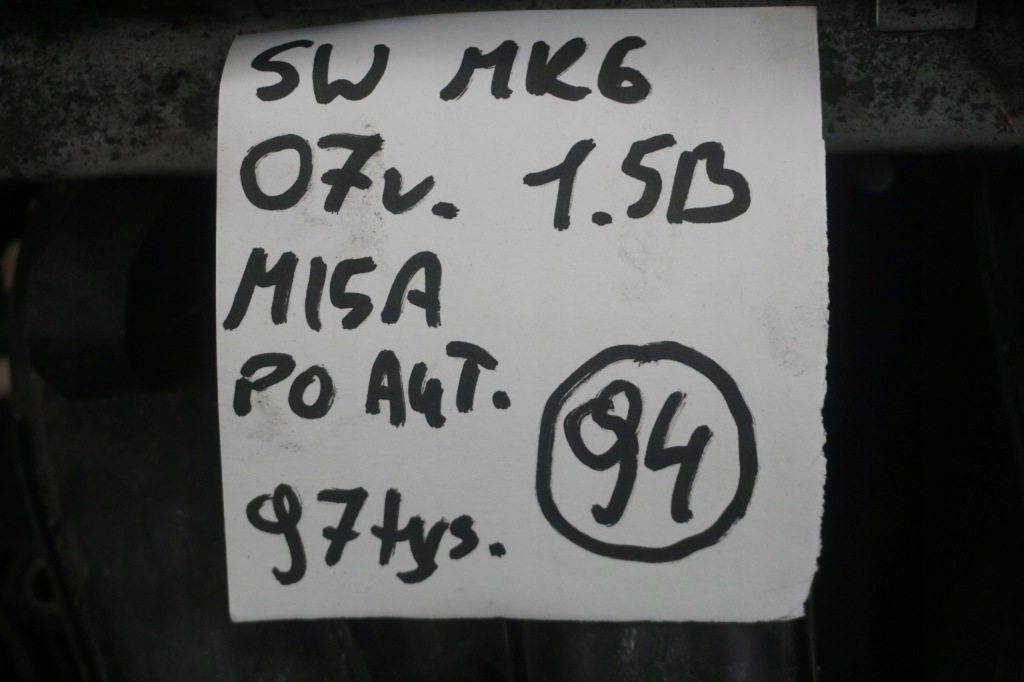 SW MK6
07r. 1.5B
M15A
PO AUT.
94
97tys.